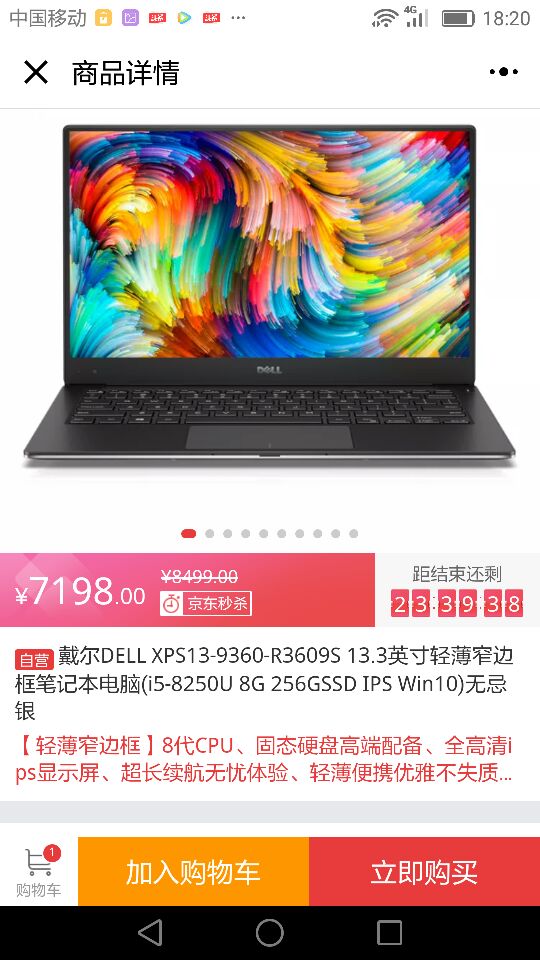 中国移动 4G 18:20
商品详情
DELL
¥7198.00 ¥8499.00
京东秒杀
距结束还剩
23:39:38
自营 戴尔DELL XPS13-9360-R3609S 13.3英寸轻薄窄边
框笔记本电脑(i5-8250U 8G 256GSSD IPS Win10)无忌
银
【 轻薄窄边框 】8代CPU、固态硬盘高端配备、全高清i
ps显示屏、超长续航无忧体验、轻薄便携优雅不失质...
1
购物车
加入购物车
立即购买